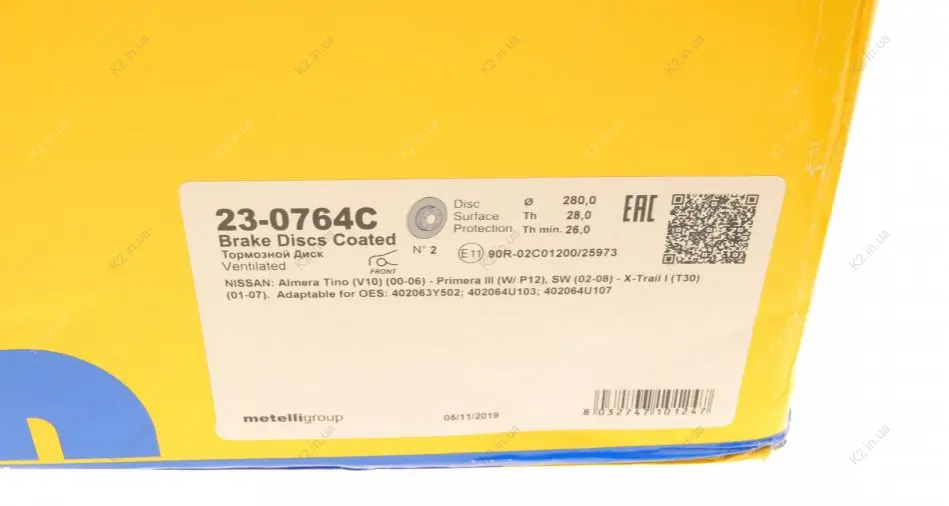 23-0764C
Brake Discs Coated
Тормозной Диск
Ventilated
FRONT
N° 2
Disc Ø 280,0
Surface Th 28,0
Protection Th min. 26,0
EAC
E11 90R-02C01200/25973
NISSAN: Almera Tino (V10) (00-06) - Primera III (W/ P12), SW (02-08) - X-Trail I (T30)
(01-07). Adaptable for OES: 402063Y502; 402064U103; 402064U107
metelligroup
05/11/2019
8 032747 101247
K2.in.ua